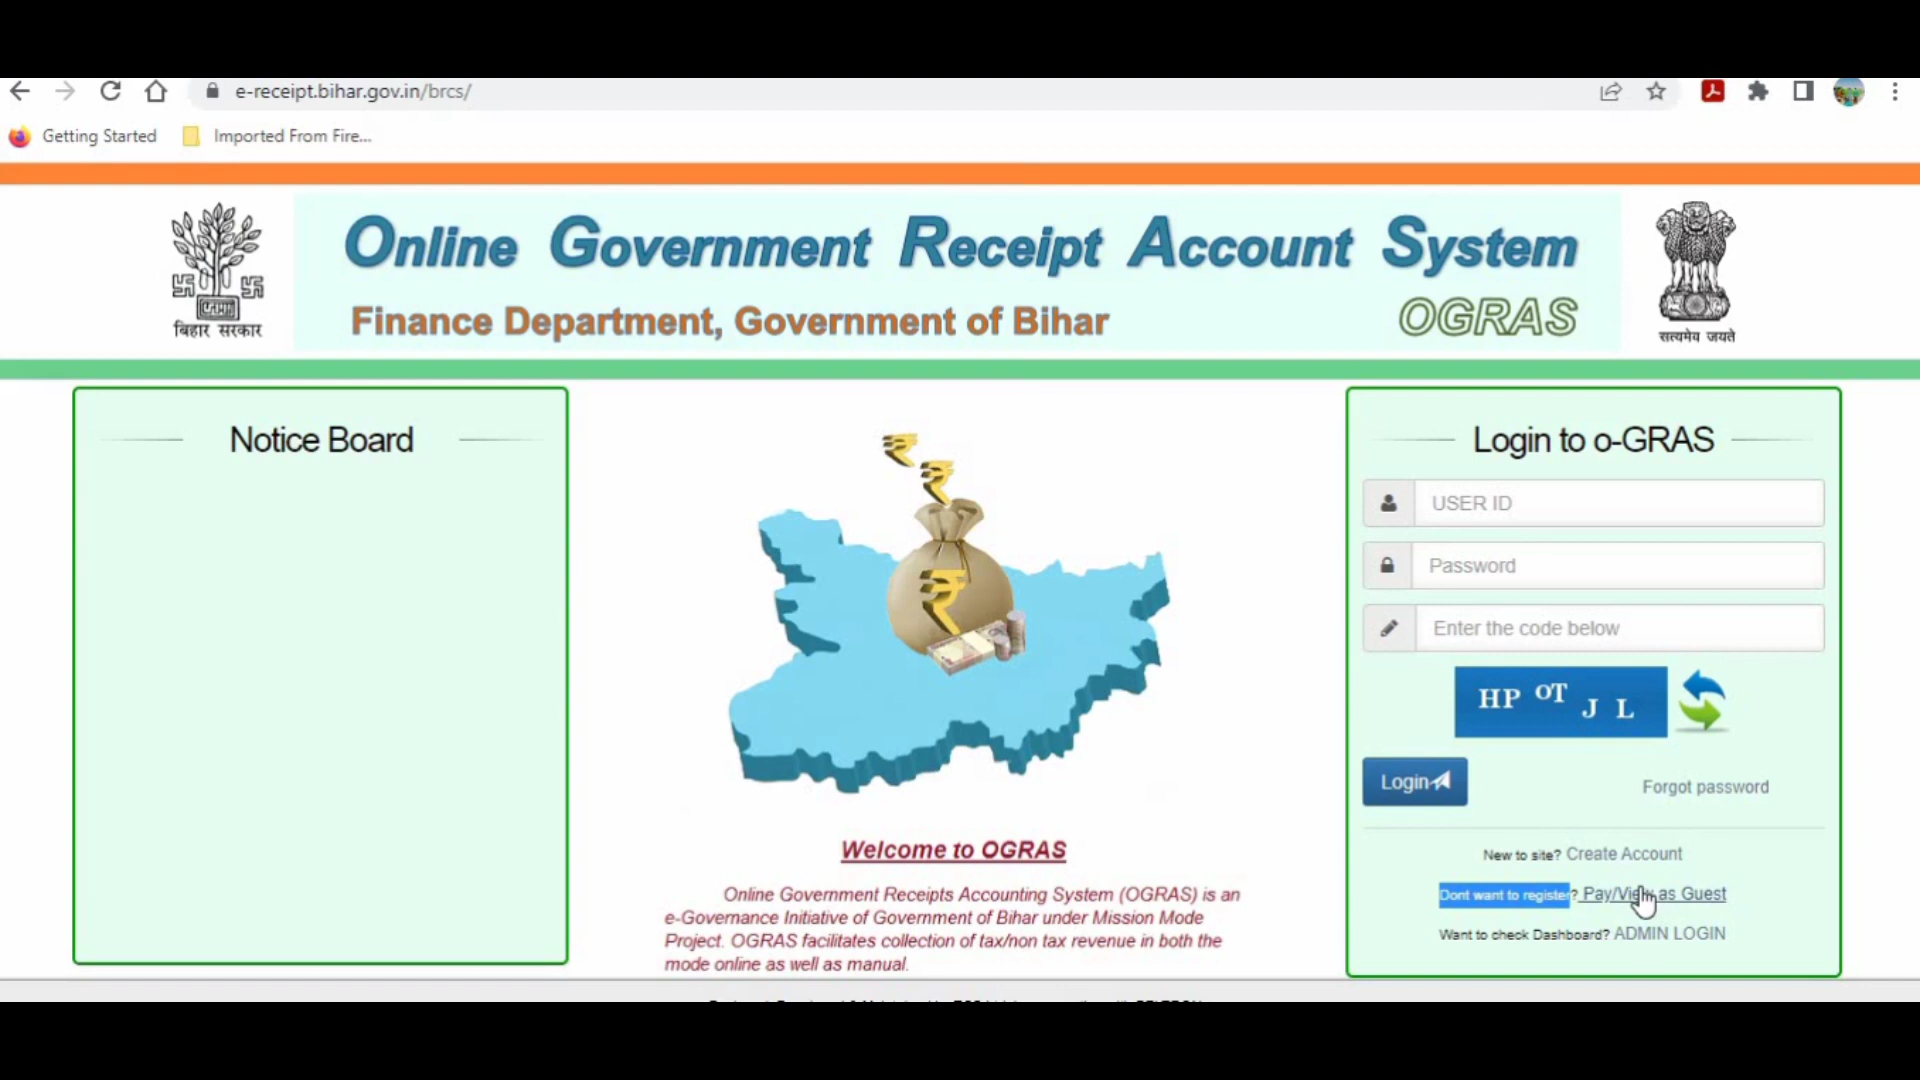 e-receipt.bihar.gov.in/brcs/
Getting Started
Imported From Fire...
Online Government Receipt Account System
Finance Department, Government of Bihar
OGRAS
बिहार सरकार
सत्यमेव जयते
Notice Board
Login to o-GRAS
USER ID
Password
Enter the code below
HP OT J L
Login
Forgot password
New to site? Create Account
Dont want to register? Pay/View as Guest
Want to check Dashboard? ADMIN LOGIN
Welcome to OGRAS
Online Government Receipts Accounting System (OGRAS) is an
e-Governance Initiative of Government of Bihar under Mission Mode
Project. OGRAS facilitates collection of tax/non tax revenue in both the
mode online as well as manual.